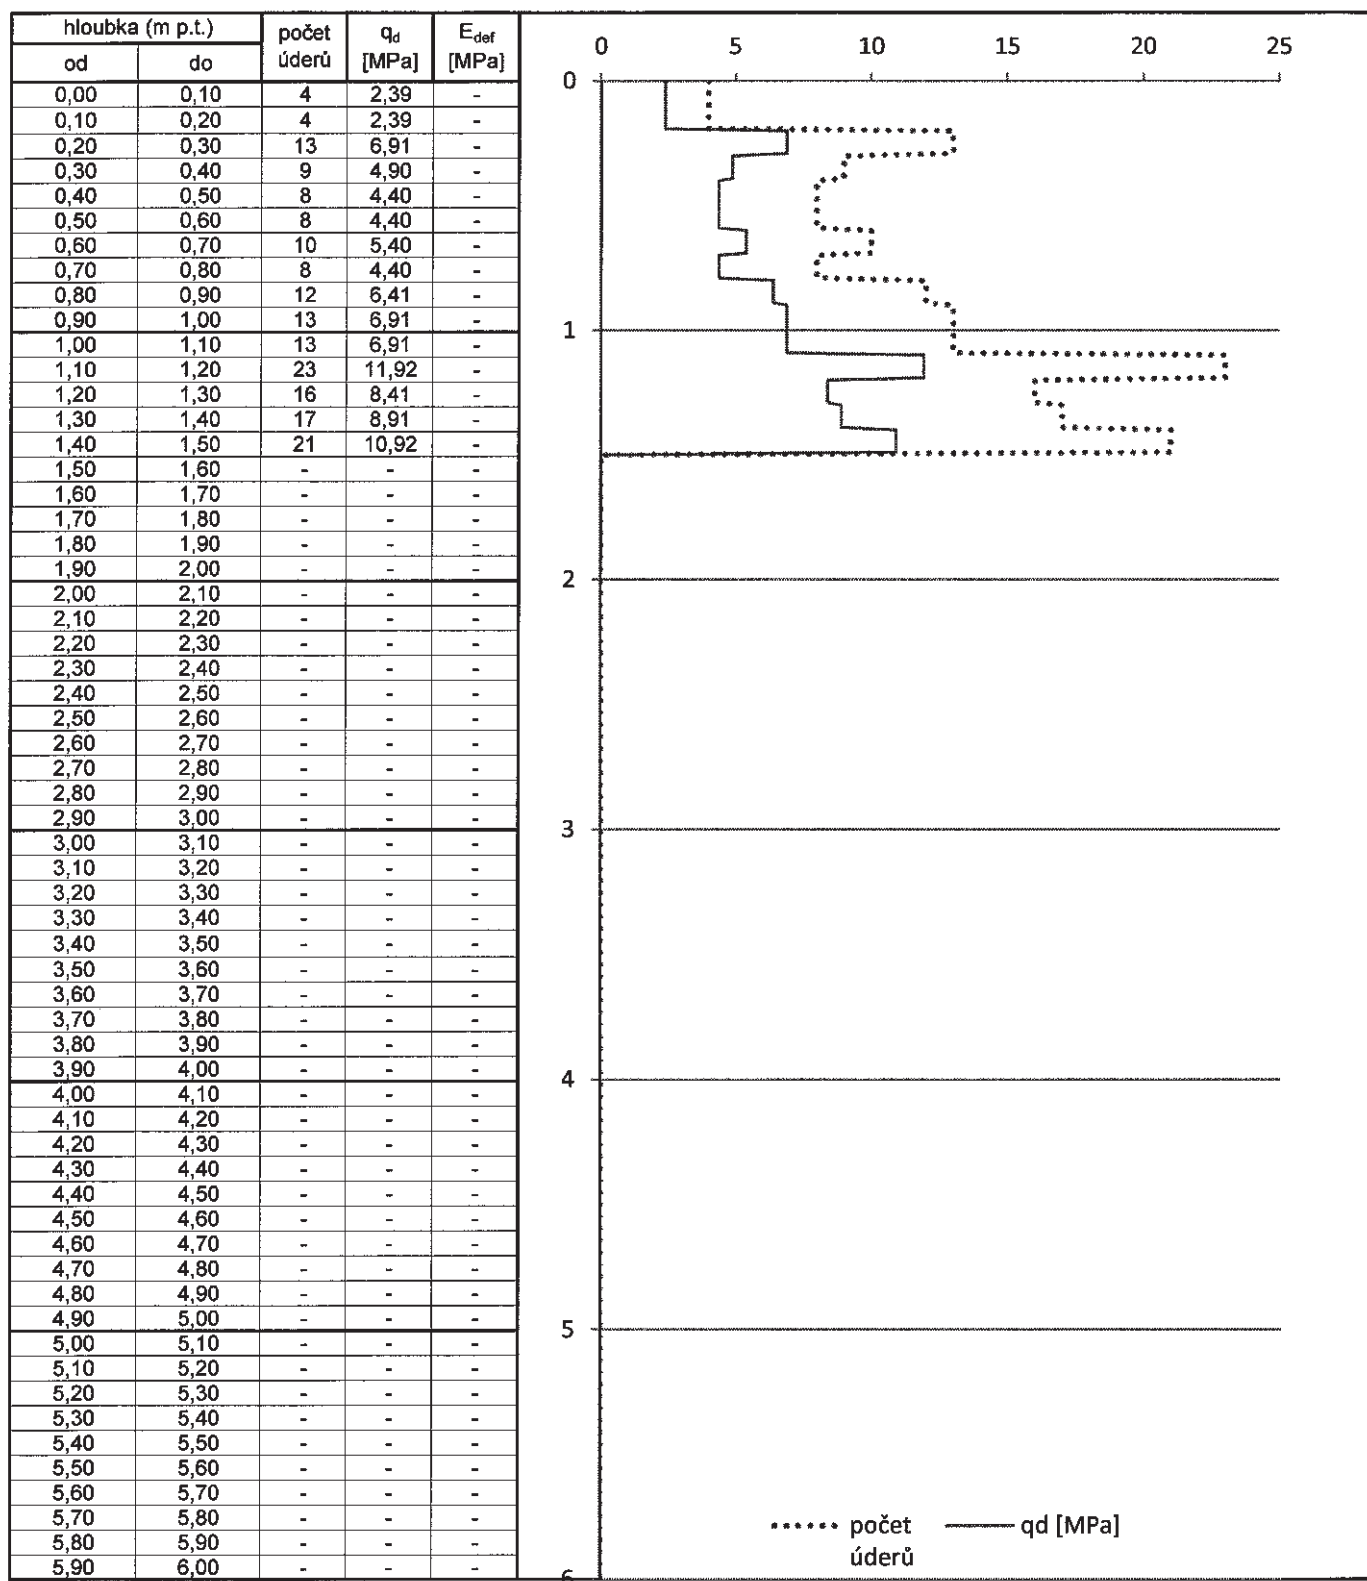 hloubka (m p.t.) počet úderů qd [MPa] Edef [MPa]
od do
0,00 0,10 4 2,39 -
0,10 0,20 4 2,39 -
0,20 0,30 13 6,91 -
0,30 0,40 9 4,90 -
0,40 0,50 8 4,40 -
0,50 0,60 8 4,40 -
0,60 0,70 10 5,40 -
0,70 0,80 8 4,40 -
0,80 0,90 12 6,41 -
0,90 1,00 13 6,91 -
1,00 1,10 13 6,91 -
1,10 1,20 23 11,92 -
1,20 1,30 16 8,41 -
1,30 1,40 17 8,91 -
1,40 1,50 21 10,92 -
1,50 1,60 - - -
1,60 1,70 - - -
1,70 1,80 - - -
1,80 1,90 - - -
1,90 2,00 - - -
2,00 2,10 - - -
2,10 2,20 - - -
2,20 2,30 - - -
2,30 2,40 - - -
2,40 2,50 - - -
2,50 2,60 - - -
2,60 2,70 - - -
2,70 2,80 - - -
2,80 2,90 - - -
2,90 3,00 - - -
3,00 3,10 - - -
3,10 3,20 - - -
3,20 3,30 - - -
3,30 3,40 - - -
3,40 3,50 - - -
3,50 3,60 - - -
3,60 3,70 - - -
3,70 3,80 - - -
3,80 3,90 - - -
3,90 4,00 - - -
4,00 4,10 - - -
4,10 4,20 - - -
4,20 4,30 - - -
4,30 4,40 - - -
4,40 4,50 - - -
4,50 4,60 - - -
4,60 4,70 - - -
4,70 4,80 - - -
4,80 4,90 - - -
4,90 5,00 - - -
5,00 5,10 - - -
5,10 5,20 - - -
5,20 5,30 - - -
5,30 5,40 - - -
5,40 5,50 - - -
5,50 5,60 - - -
5,60 5,70 - - -
5,70 5,80 - - -
5,80 5,90 - - -
5,90 6,00 - - -
0 5 10 15 20 25
0
1
2
3
4
5
6
počet úderů
qd [MPa]